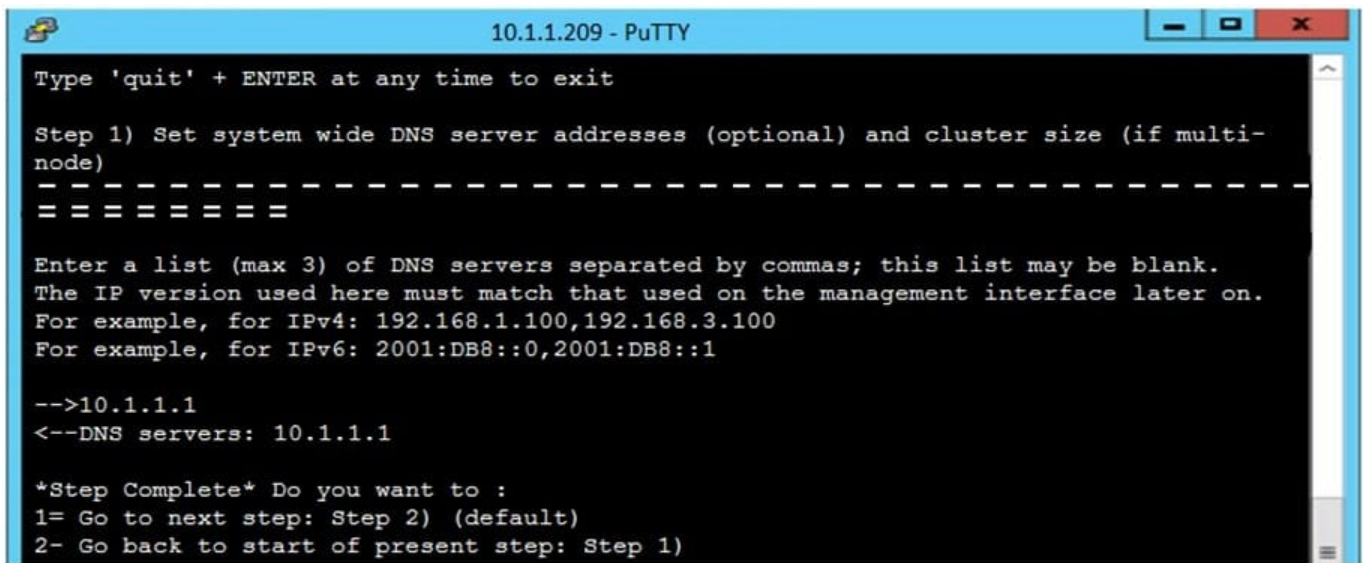 10.1.1.209 - PuTTY
Type 'quit' + ENTER at any time to exit
Step 1) Set system wide DNS server addresses (optional) and cluster size (if multi-
node)
- - - - - - - - - - - - - - - - - - - - - - - - - - - - - - - - - - - - - - -
= = = = = = = =
Enter a list (max 3) of DNS servers separated by commas; this list may be blank.
The IP version used here must match that used on the management interface later on.
For example, for IPv4: 192.168.1.100,192.168.3.100
For example, for IPv6: 2001:DB8::0,2001:DB8::1
-->10.1.1.1
<--DNS servers: 10.1.1.1
*Step Complete* Do you want to :
1= Go to next step: Step 2) (default)
2- Go back to start of present step: Step 1)